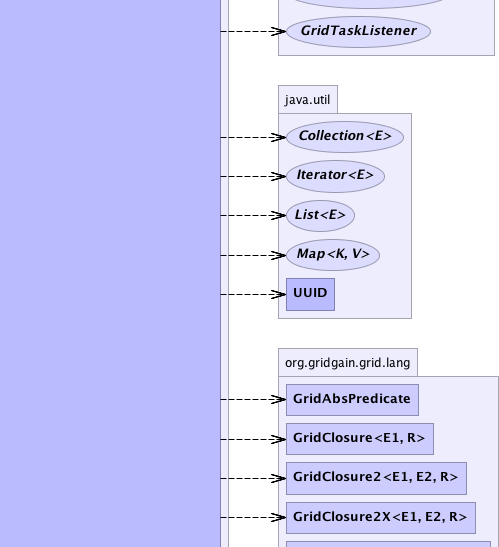 GridTaskListener
java.util
Collection<E>
Iterator<E>
List<E>
Map<K, V>
UUID
org.gridgain.grid.lang
GridAbsPredicate
GridClosure<E1, R>
GridClosure2<E1, E2, R>
GridClosure2X<E1, E2, R>